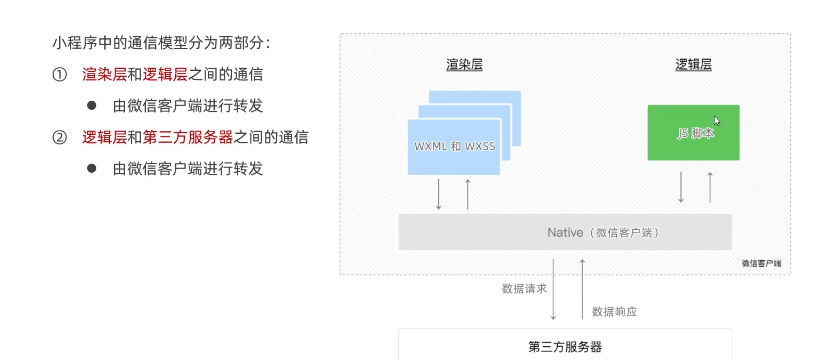 小程序中的通信模型分为两部分：
① 渲染层和逻辑层之间的通信
● 由微信客户端进行转发
② 逻辑层和第三方服务器之间的通信
● 由微信客户端进行转发
渲染层
逻辑层
WXML 和 WXSS
JS 脚本
Native（微信客户端）
微信客户端
数据请求
数据响应
第三方服务器